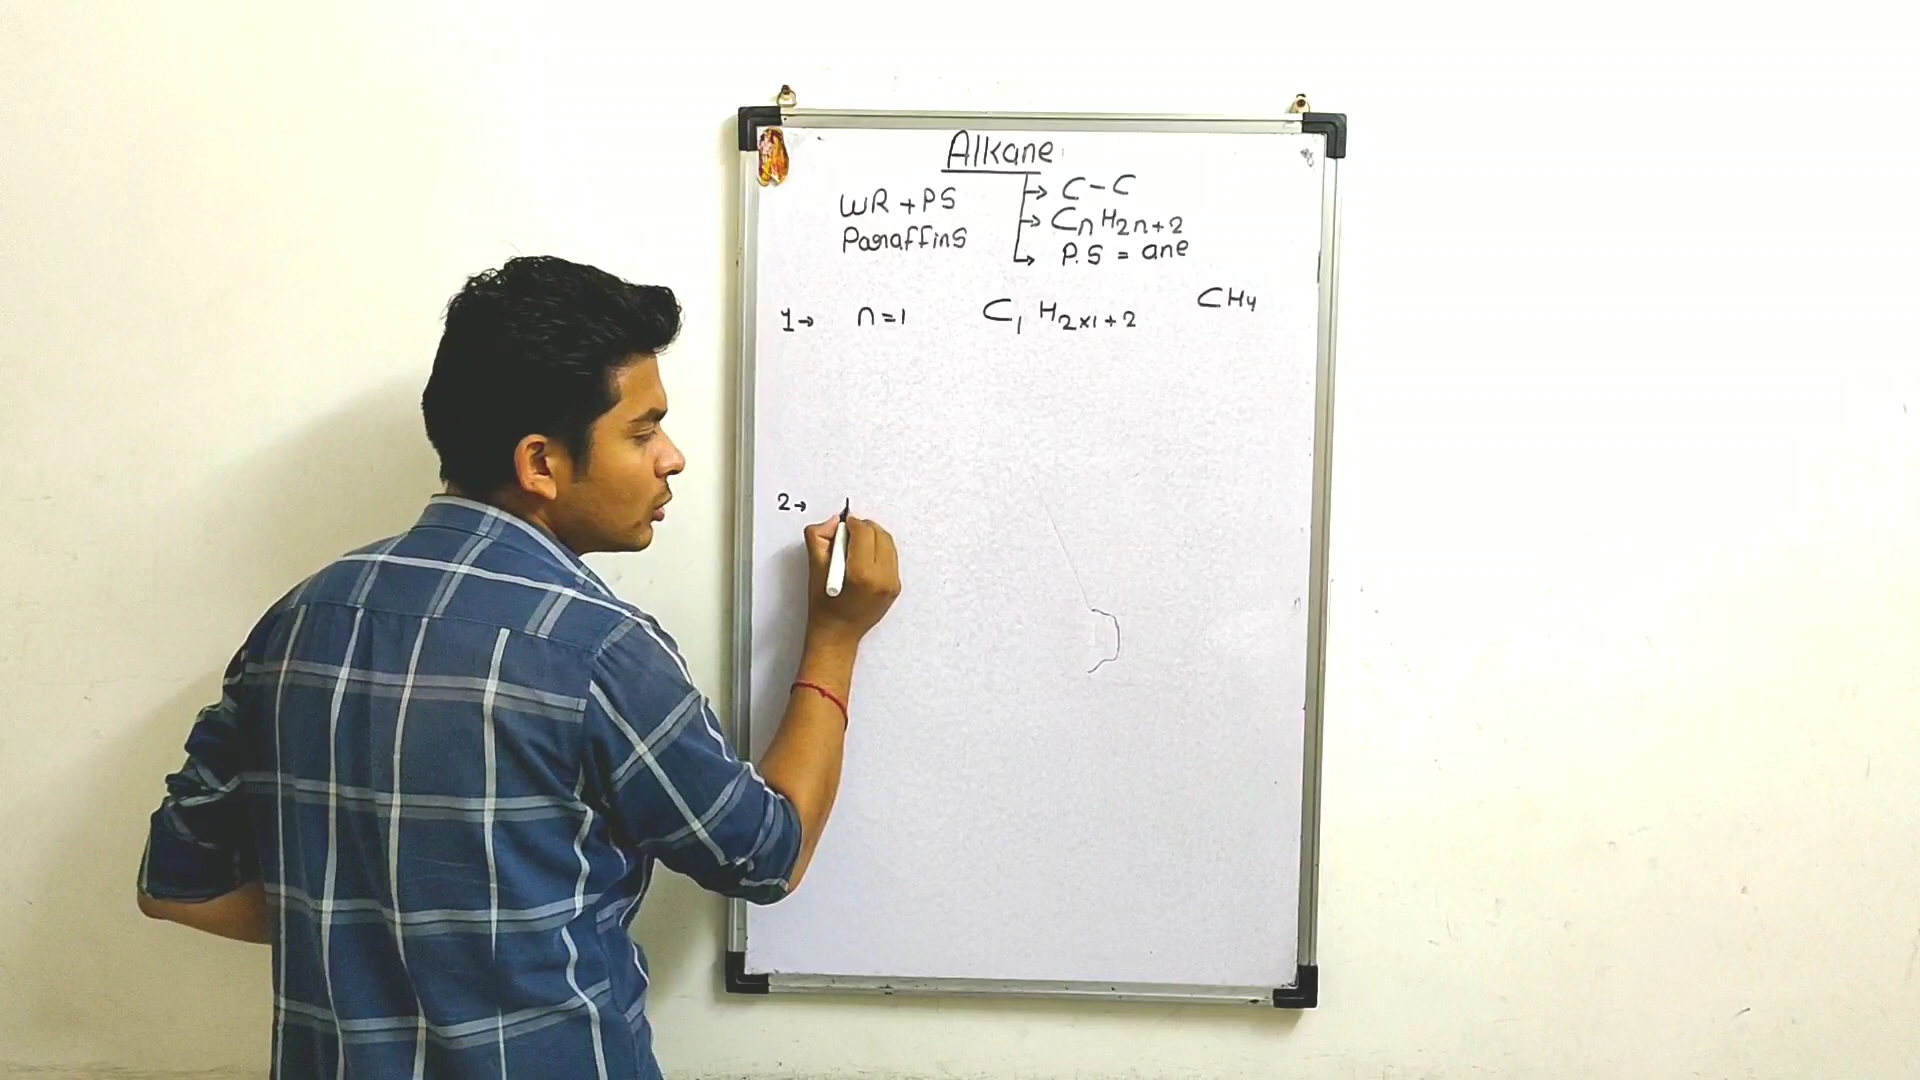 Alkane
WR + PS
Paraffins
→ C-C
→ CnH2n+2
→ P.S = ane
1→ n=1 C1 H2x1+2 CH4
2→